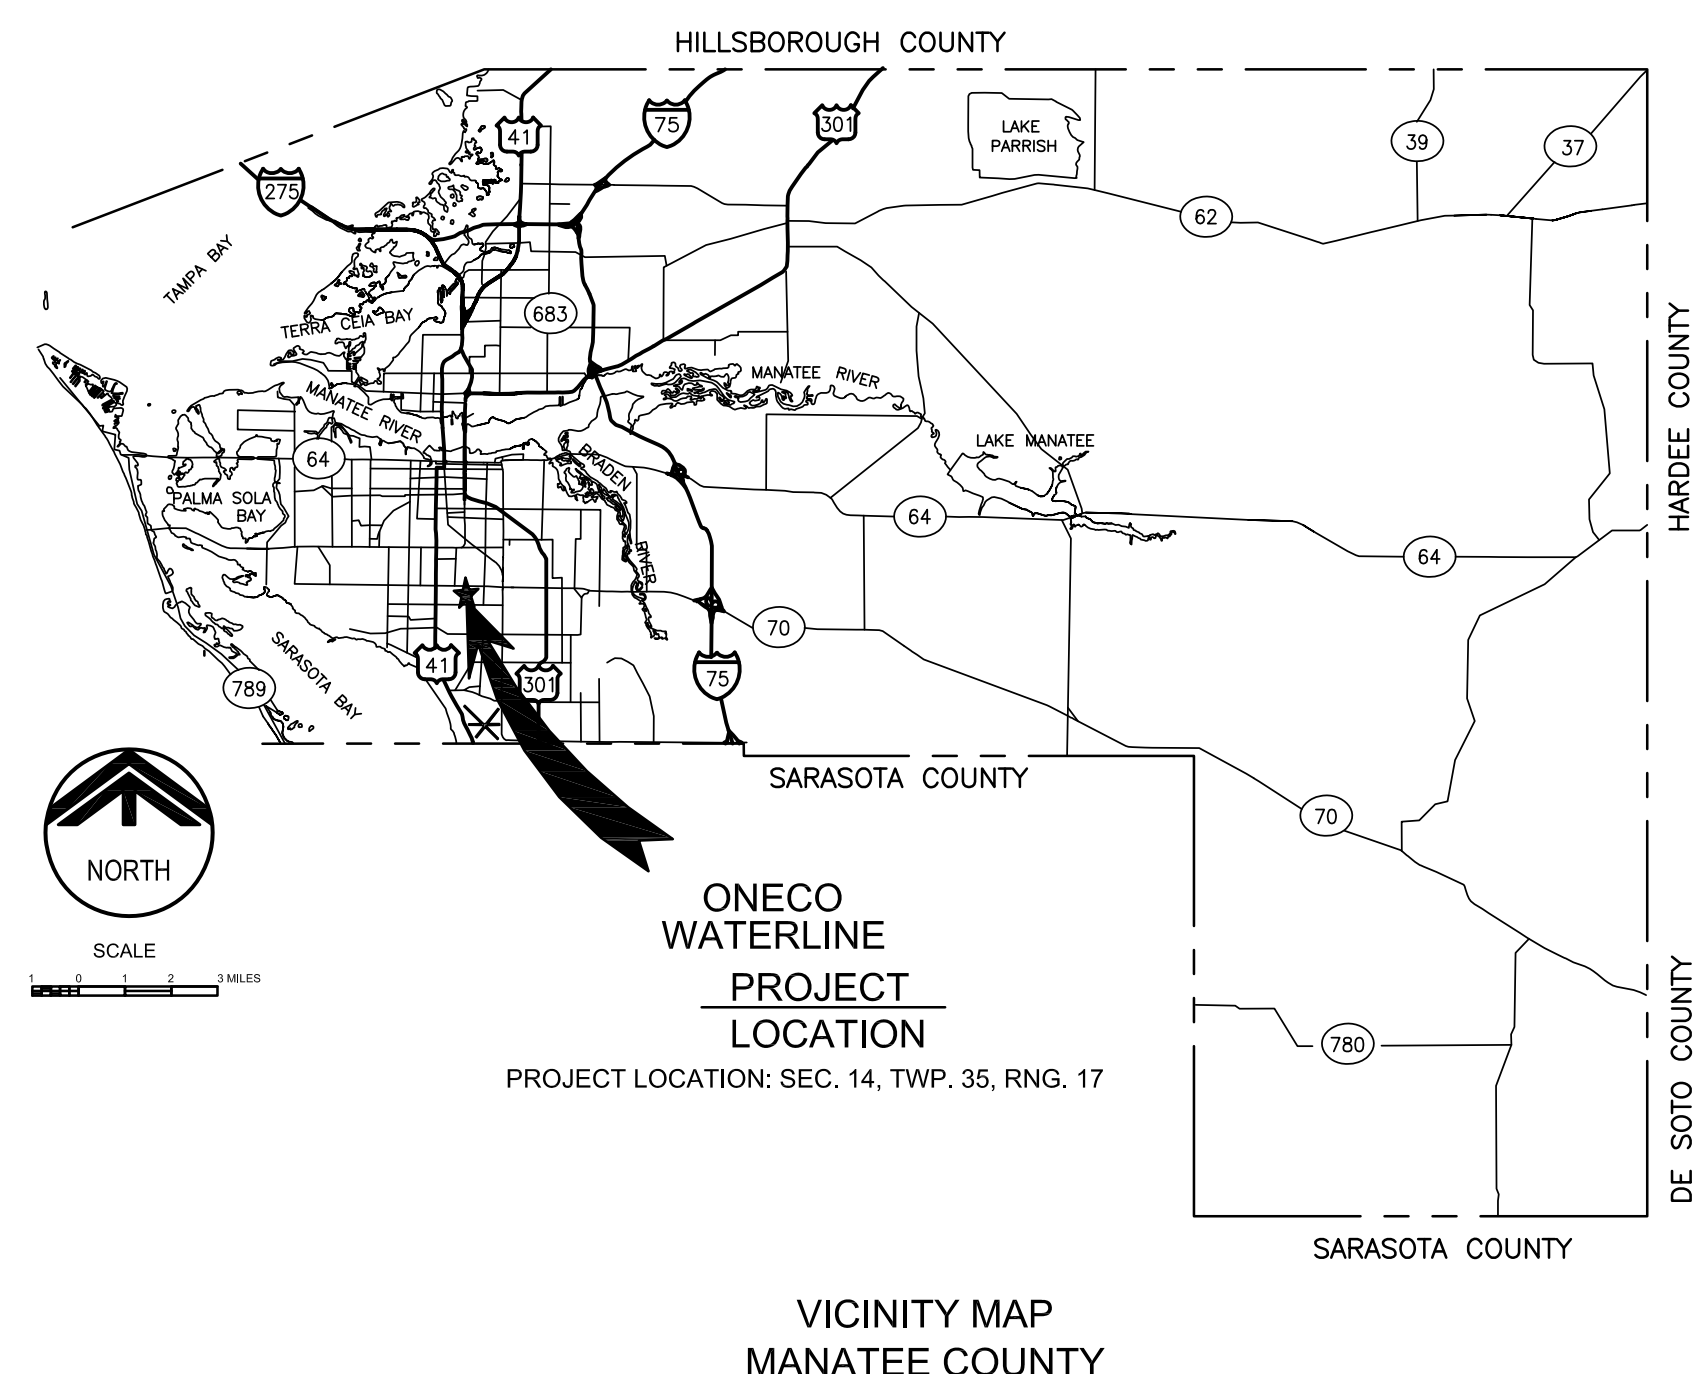 HILLSBOROUGH COUNTY
41
75
301
LAKE
PARRISH
39
37
275
62
TAMPA BAY
TERRA CEIA BAY
683
HARDEE COUNTY
MANATEE RIVER
MANATEE RIVER
LAKE MANATEE
64
BRADEN
RIVER
PALMA SOLA
BAY
64
64
70
SARASOTA BAY
789
41
301
75
SARASOTA COUNTY
70
NORTH
ONECO
WATERLINE
PROJECT
LOCATION
SCALE
1 0 1 2 3 MILES
780
DE SOTO COUNTY
PROJECT LOCATION: SEC. 14, TWP. 35, RNG. 17
SARASOTA COUNTY
VICINITY MAP
MANATEE COUNTY